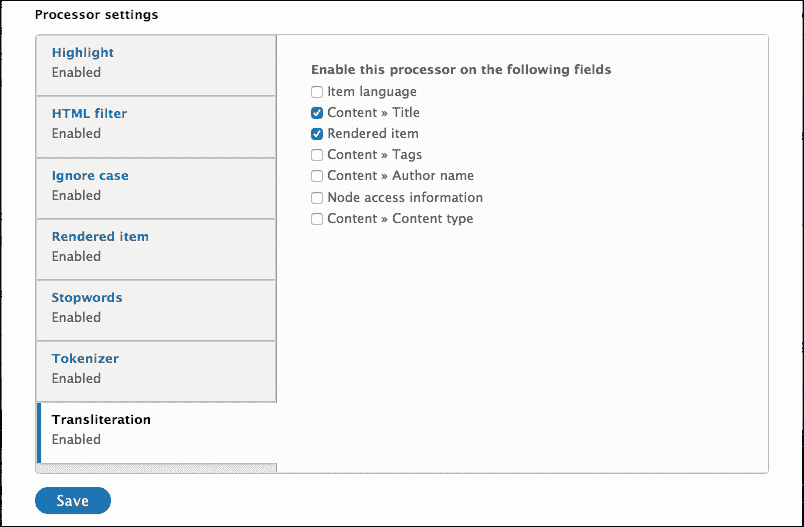 Processor settings
Highlight
Enabled
HTML filter
Enabled
Ignore case
Enabled
Rendered item
Enabled
Stopwords
Enabled
Tokenizer
Enabled
Transliteration
Enabled
Enable this processor on the following fields
Item language
Content » Title
Rendered item
Content » Tags
Content » Author name
Node access information
Content » Content type
Save